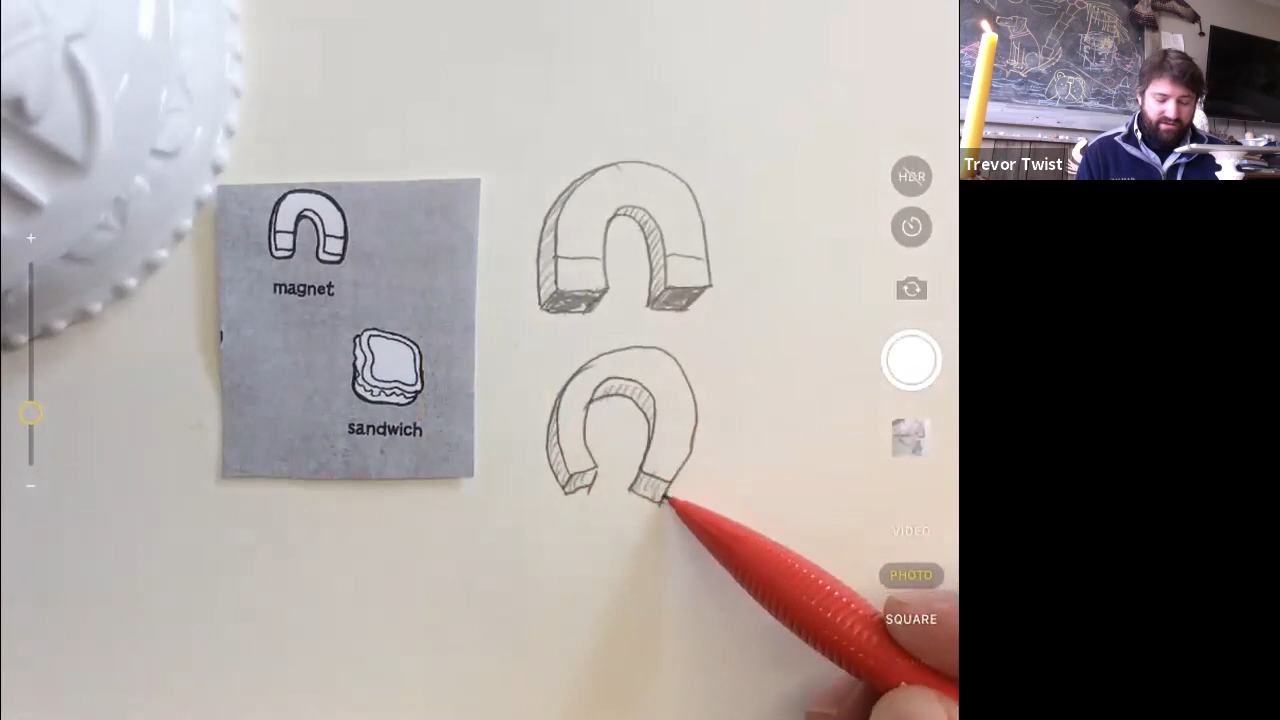 magnet
sandwich
HDR
VIDEO
PHOTO
SQUARE
Trevor Twist